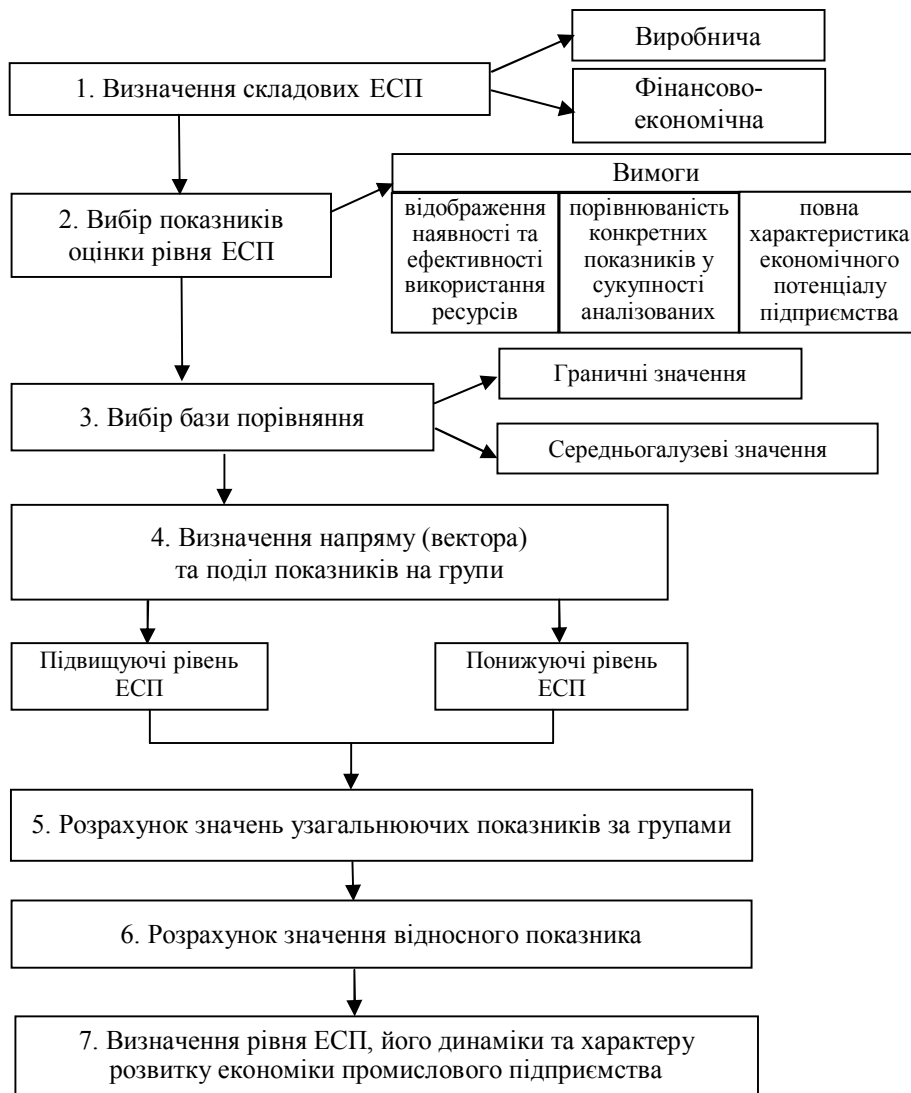 Виробнича
1. Визначення складових ЕСП
Фінансово-
економічна
Вимоги
2. Вибір показників
оцінки рівня ЕСП
відображення
наявності та
ефективності
використання
ресурсів
порівнюваність
конкретних
показників у
сукупності
аналізованих
повна
характеристика
економічного
потенціалу
підприємства
Граничні значення
3. Вибір бази порівняння
Середньогалузеві значення
4. Визначення напряму (вектора)
та поділ показників на групи
Підвищуючі рівень
ЕСП
Понижуючі рівень
ЕСП
5. Розрахунок значень узагальнюючих показників за групами
6. Розрахунок значення відносного показника
7. Визначення рівня ЕСП, його динаміки та характеру
розвитку економіки промислового підприємства